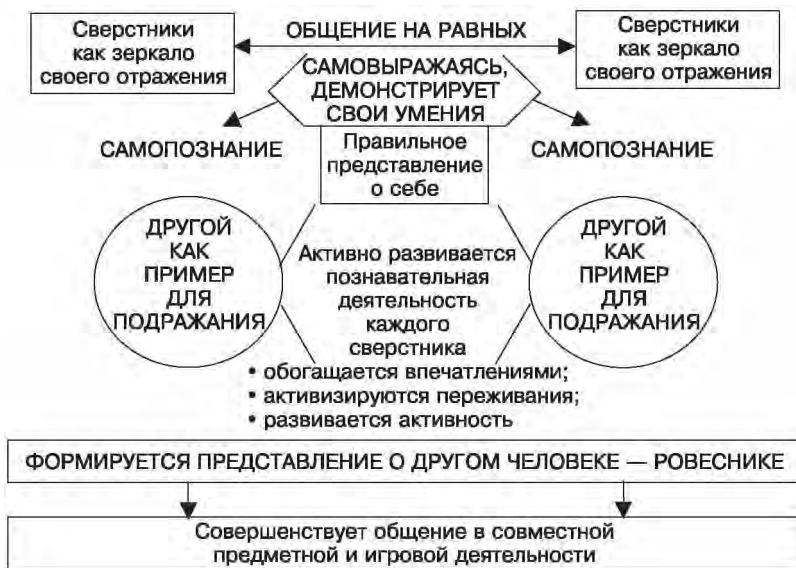 Сверстники
как зеркало
своего отражения
ОБЩЕНИЕ НА РАВНЫХ
Сверстники
как зеркало
своего отражения
САМОВЫРАЖАЯСЬ,
ДЕМОНСТРИРУЕТ
СВОИ УМЕНИЯ
САМОПОЗНАНИЕ
Правильное
представление
о себе
САМОПОЗНАНИЕ
ДРУГОЙ
КАК
ПРИМЕР
ДЛЯ
ПОДРАЖАНИЯ
Активно развивается
познавательная
деятельность
каждого
сверстника
• обогащается впечатлениями;
• активизируются переживания;
• развивается активность
ДРУГОЙ
КАК
ПРИМЕР
ДЛЯ
ПОДРАЖАНИЯ
ФОРМИРУЕТСЯ ПРЕДСТАВЛЕНИЕ О ДРУГОМ ЧЕЛОВЕКЕ — РОВЕСНИКЕ
Совершенствует общение в совместной
предметной и игровой деятельности